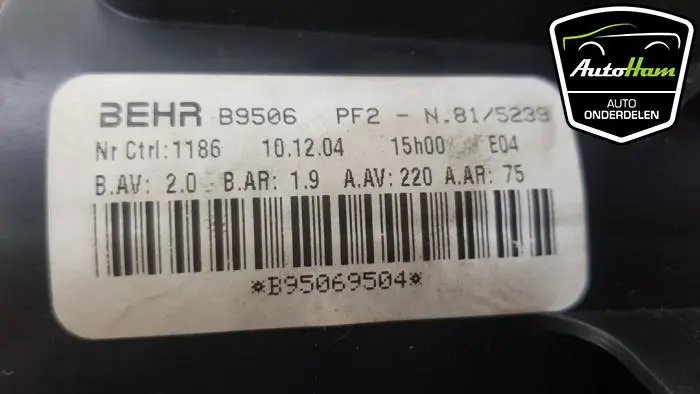 BEHR B9506 PF2 - N.81/5239
Nr Ctrl:1186 10.12.04 15h00 E04
B.AV: 2.0 B.AR: 1.9 A.AV:220 A.AR: 75
*B95069504*
AutoHam
AUTO
ONDERDELEN